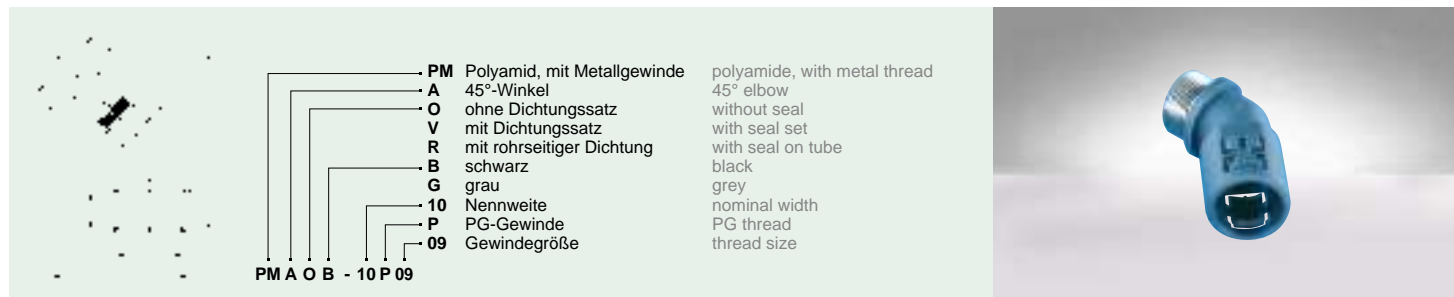 PM Polyamid, mit Metallgewinde polyamide, with metal thread
A 45°-Winkel 45° elbow
O ohne Dichtungssatz without seal
V mit Dichtungssatz with seal set
R mit rohrseitiger Dichtung with seal on tube
B schwarz black
G grau grey
10 Nennweite nominal width
P PG-Gewinde PG thread
09 Gewindegröße thread size
PM A O B - 10 P 09